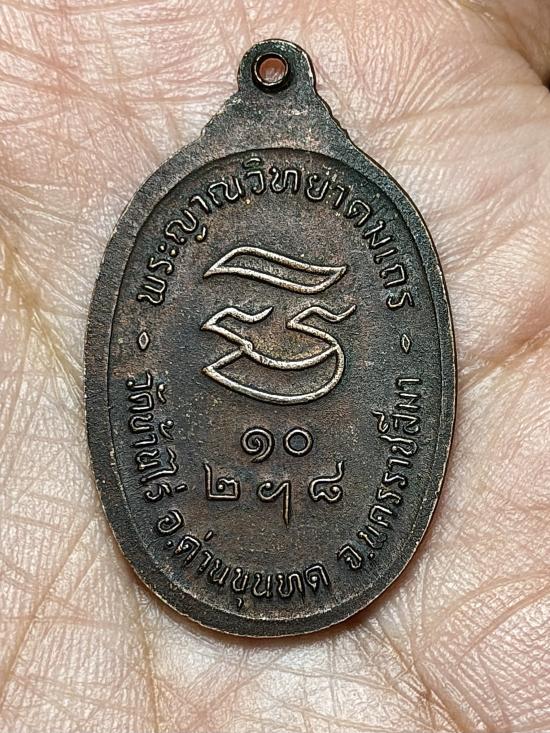 พระญาณวิทยาคมเถร
๑๐
๒๙๘
วัดบ้านไร่ อ.ด่านขุนทด จ.นครราชสีมา